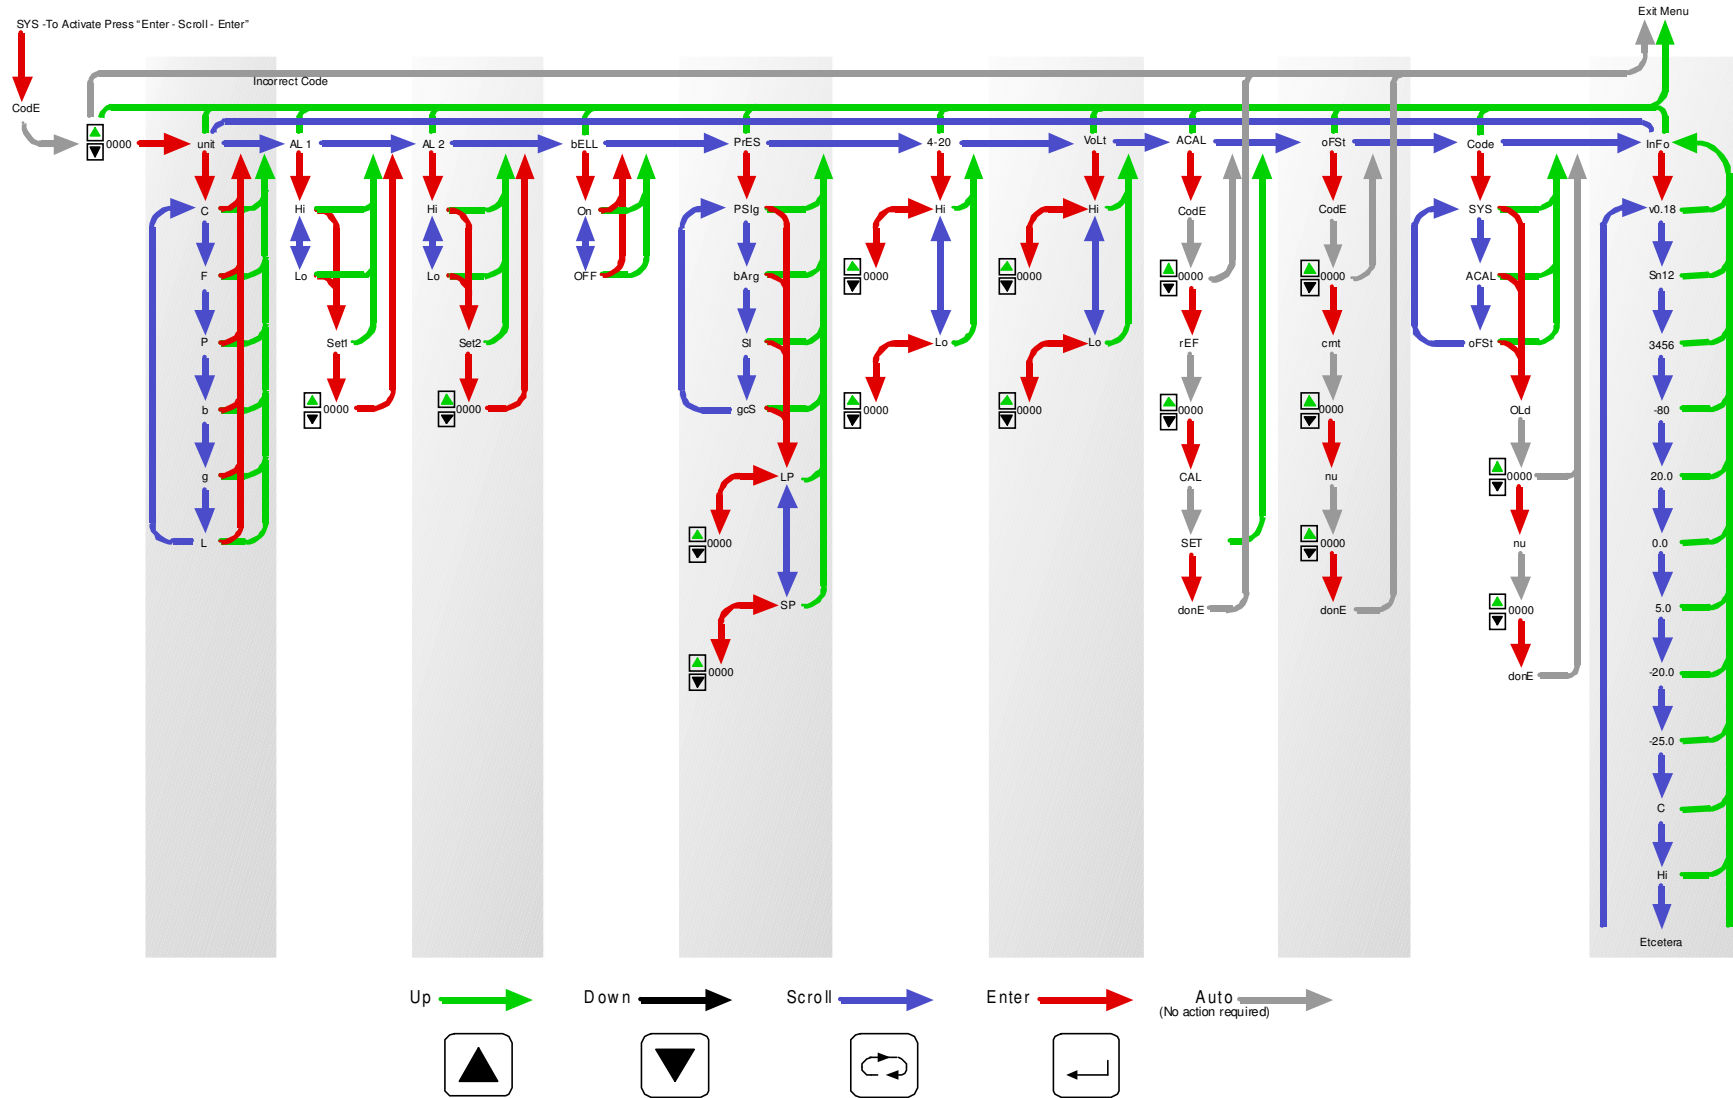 Exit Menu
SYS -To Activate Press "Enter - Scroll - Enter"
Incorrect Code
CodE
0000
unit
AL 1
AL 2
bELL
PrES
4-20
VoLt
ACAL
oFSt
Code
InFo
C
Hi
Hi
On
PSIg
Hi
Hi
CodE
CodE
SYS
v0.18
F
Lo
Lo
OFF
bArg
0000
0000
0000
0000
ACAL
Sn12
P
Set1
Set2
SI
Lo
Lo
rEF
cmt
oFSt
3456
b
0000
0000
gcS
0000
0000
0000
0000
OLd
-80
g
LP
CAL
nu
0000
20.0
L
0000
SET
0000
nu
0.0
SP
donE
donE
0000
5.0
0000
donE
-20.0
-25.0
C
Hi
Etcetera
Up
Down
Scroll
Enter
Auto
(No action required)